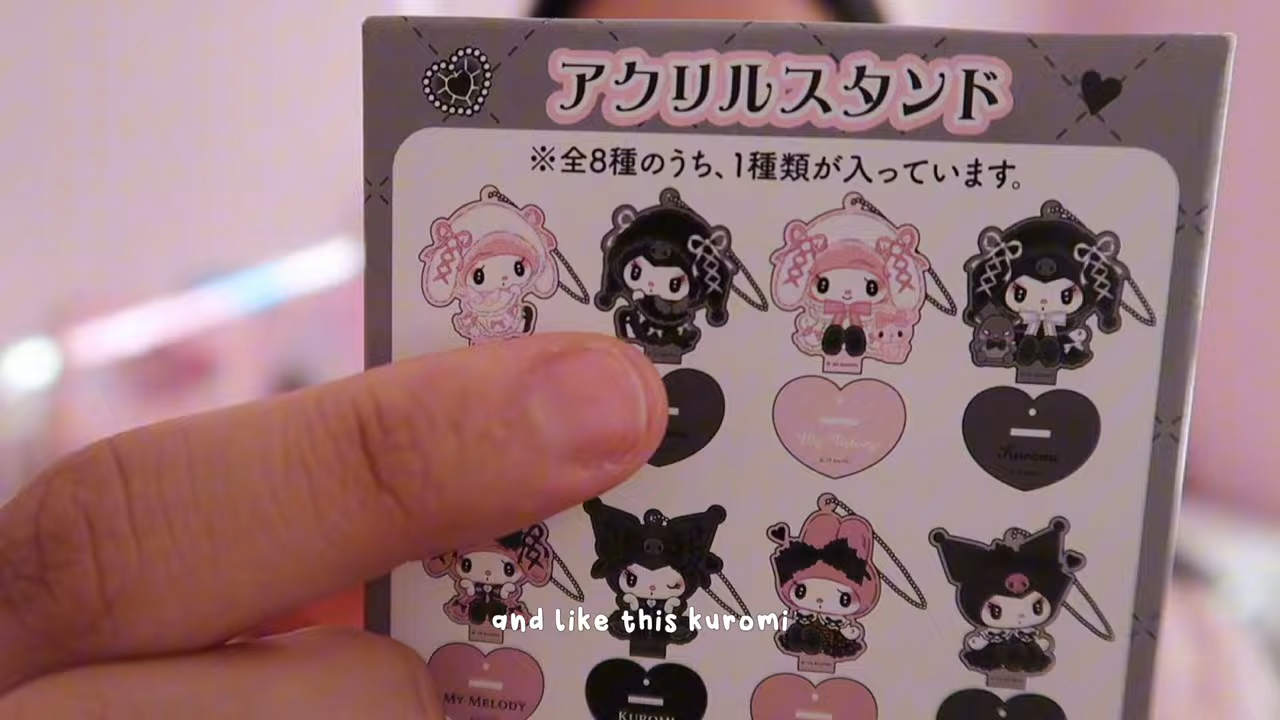 アクリルスタンド
※全8種のうち、1種類が入っています。
My Melody
Kuromi
and like this kuromi
MY MELODY
KUROMI